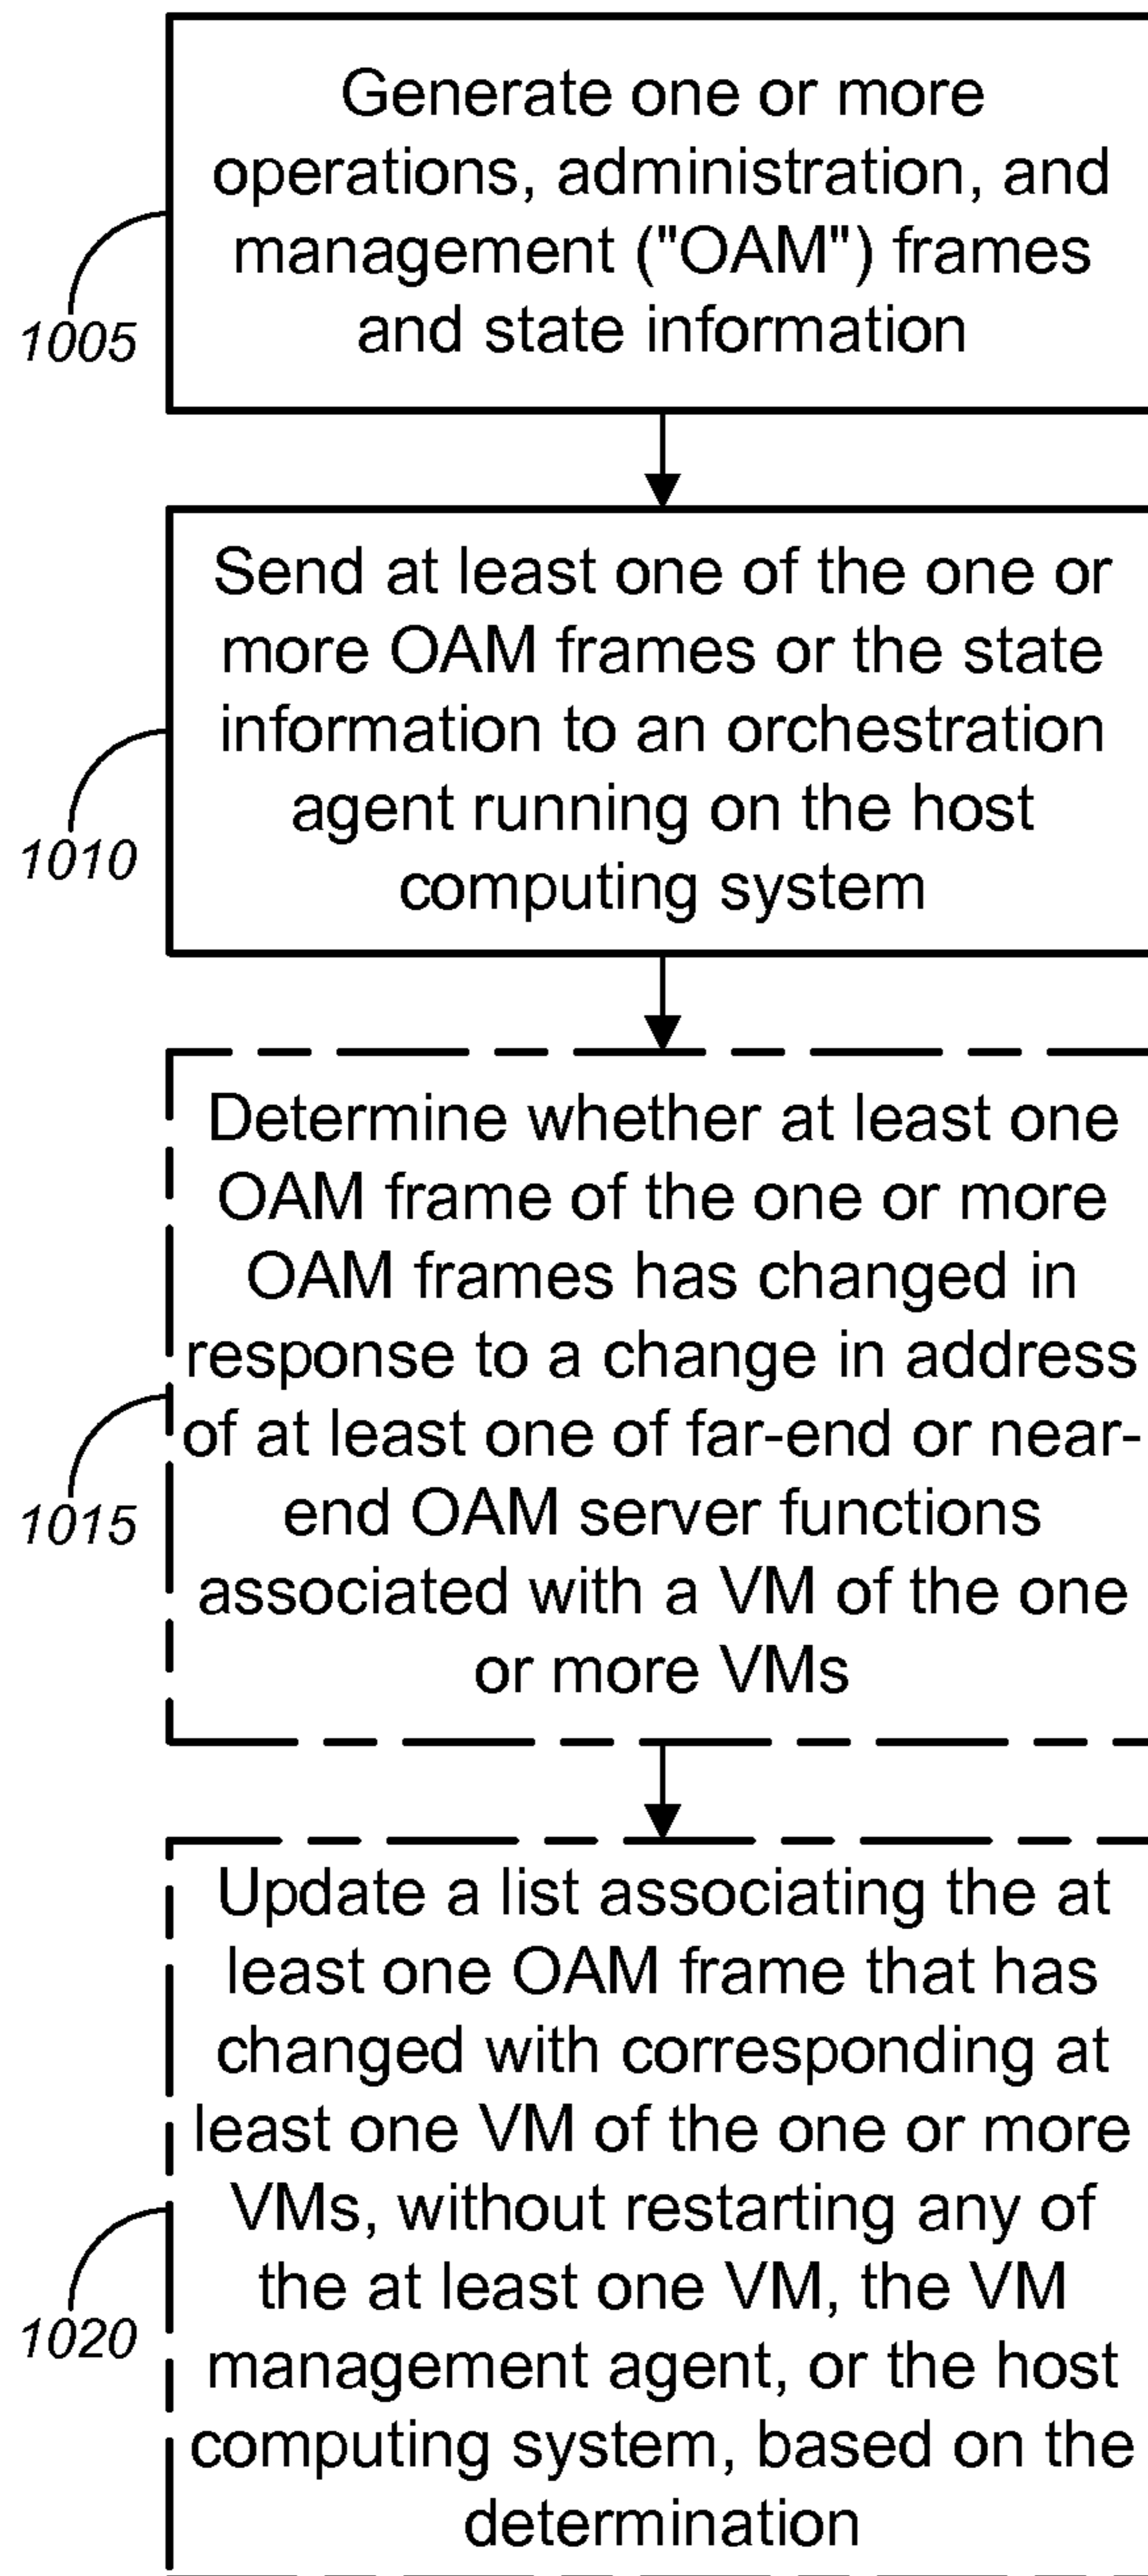 Generate one or more
operations, administration, and
management ("OAM") frames
and state information
1005
Send at least one of the one or
more OAM frames or the state
information to an orchestration
agent running on the host
computing system
1010
Determine whether at least one
OAM frame of the one or more
OAM frames has changed in
response to a change in address
of at least one of far-end or near-
end OAM server functions
associated with a VM of the one
or more VMs
1015
Update a list associating the at
least one OAM frame that has
changed with corresponding at
least one VM of the one or more
VMs, without restarting any of
the at least one VM, the VM
management agent, or the host
computing system, based on the
determination
1020